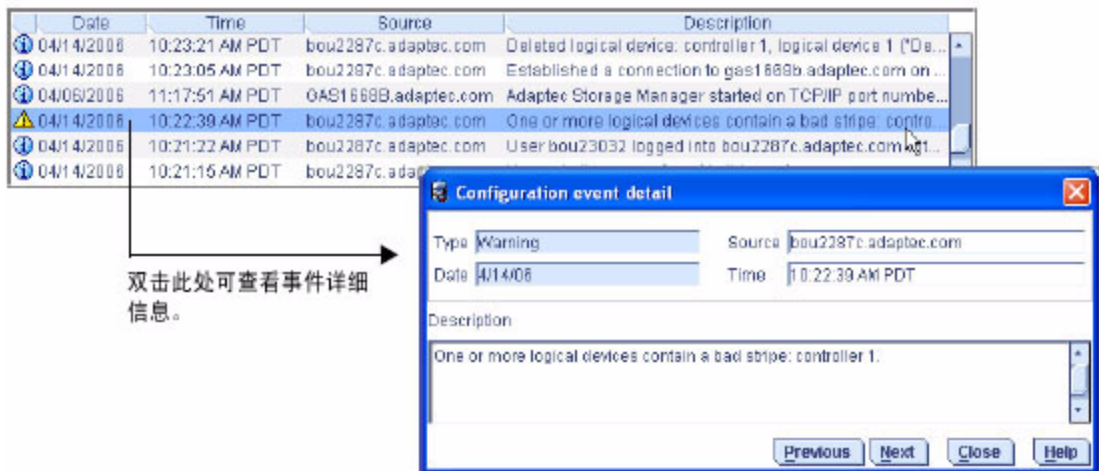 Date Time Source Description
04/14/2006 10:23:21 AM PDT bou2287c.adaptec.com Deleted logical device: controller 1, logical device 1 ("De...
04/14/2006 10:23:05 AM PDT bou2287c.adaptec.com Established a connection to gas1668b.adaptec.com on ...
04/06/2006 11:17:51 AM PDT GAS1668B.adaptec.com Adaptec Storage Manager started on TCP/IP port numbe...
04/14/2006 10:22:39 AM PDT bou2287c.adaptec.com One or more logical devices contain a bad stripe: contro...
04/14/2006 10:21:22 AM PDT bou2287c.adaptec.com User bou23032 logged into bou2287c.adaptec.com
04/14/2006 10:21:15 AM PDT bou2287c.adap
Configuration event detail
Type Warning Source bou2287c.adaptec.com
Date 4/14/06 Time 10:22:39 AM PDT
Description
One or more logical devices contain a bad stripe: controller 1.
Previous Next Close Help
双击此处可查看事件详细
信息。